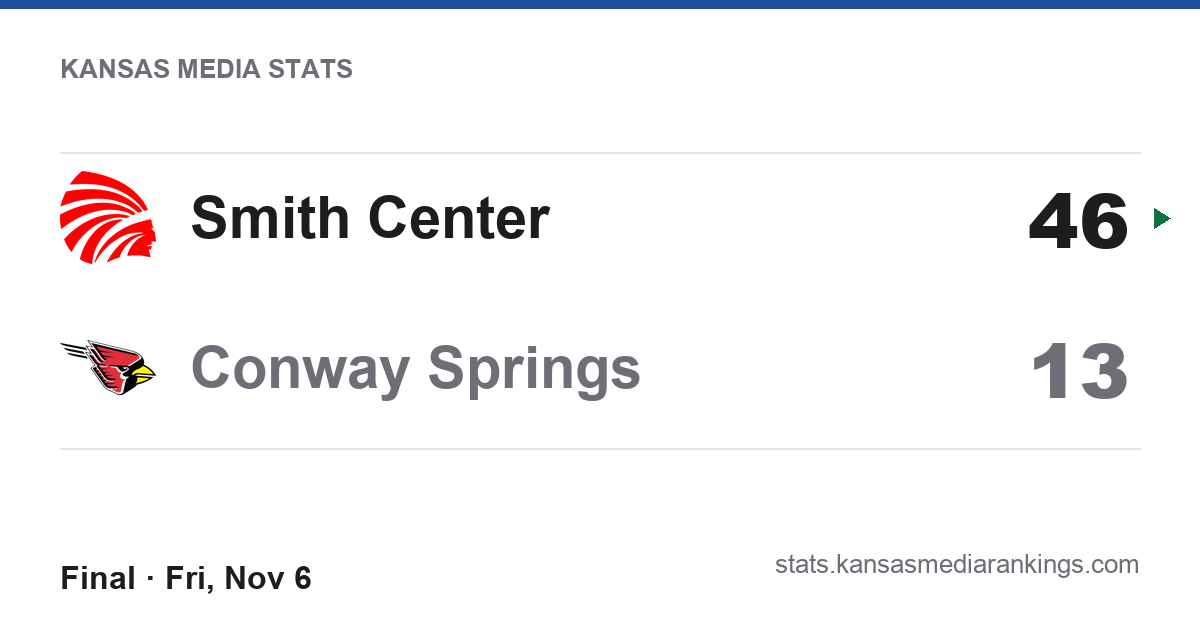 KANSAS MEDIA STATS
Smith Center 46
Conway Springs 13
Final · Fri, Nov 6
stats.kansasmediarankings.com